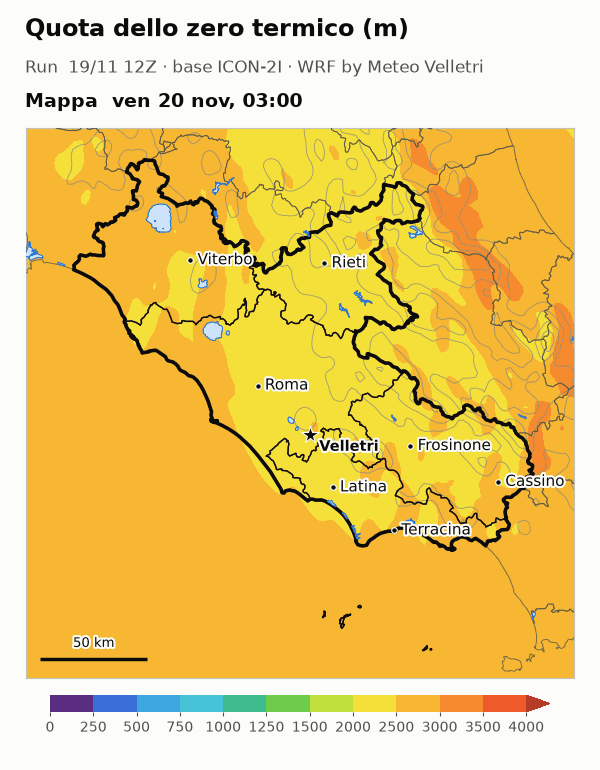 Quota dello zero termico (m)
Run 19/11 12Z · base ICON-2I · WRF by Meteo Velletri
Mappa ven 20 nov, 03:00
Viterbo
Rieti
Roma
Velletri
Frosinone
Latina
Cassino
Terracina
50 km
0 250 500 750 1000 1250 1500 2000 2500 3000 3500 4000